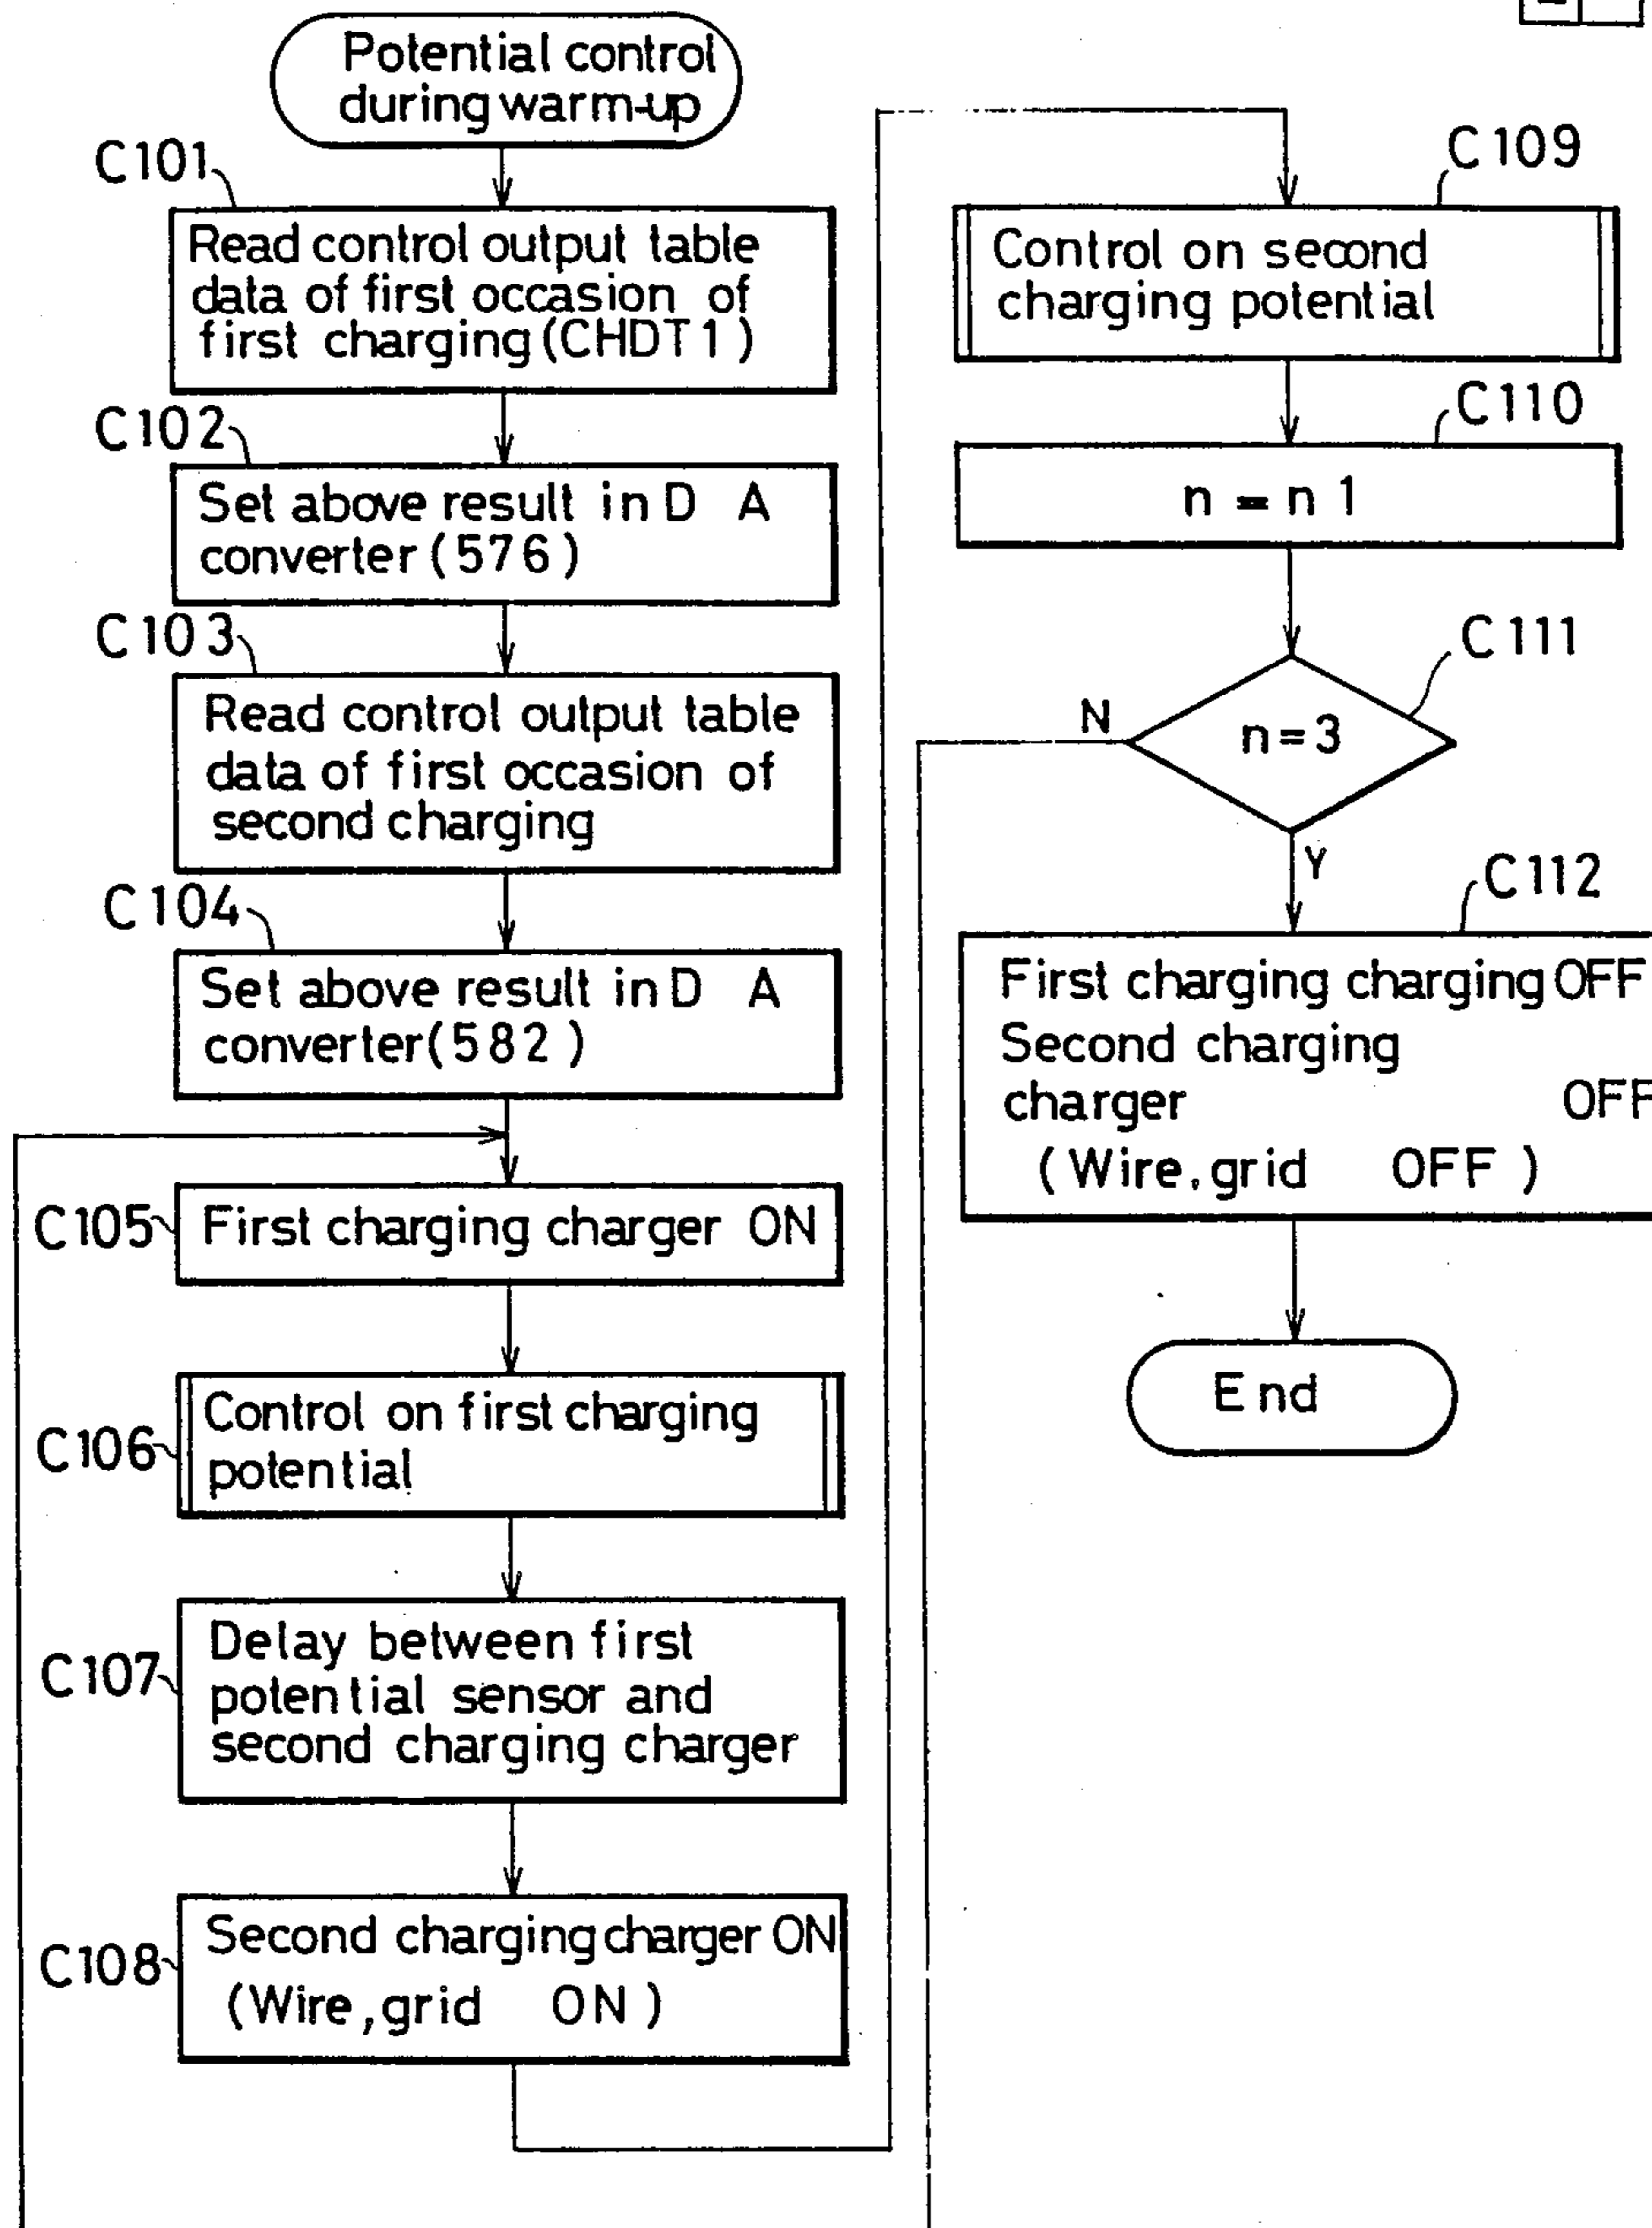 Potential control
during warm-up
C101
Read control output table
data of first occasion of
first charging (CHDT1)
C102
Set above result in D A
converter (576)
C103
Read control output table
data of first occasion of
second charging
C104
Set above result in D A
converter (582)
C105
First charging charger ON
C106
Control on first charging
potential
C107
Delay between first
potential sensor and
second charging charger
C108
Second charging charger ON
(Wire, grid ON)
C109
Control on second
charging potential
C110
n = n 1
C111
n=3
N
Y
C112
First charging charging OFF
Second charging
charger OFF
(Wire, grid OFF)
End